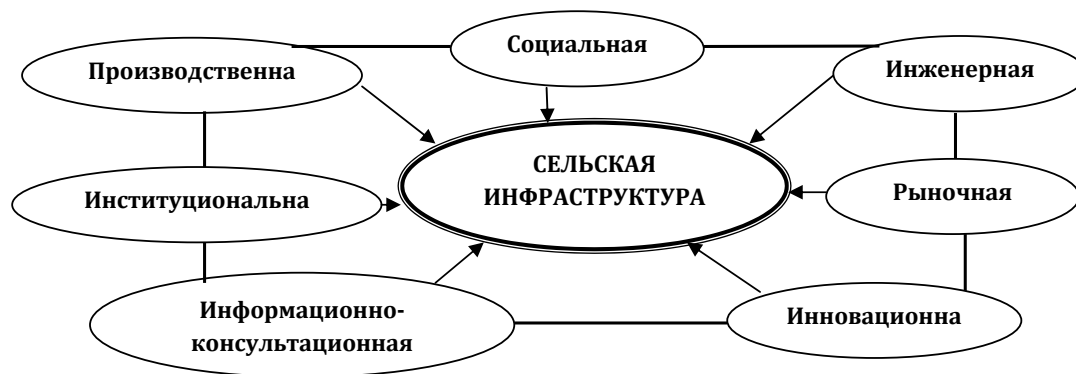 Социальная
Производственна
Инженерная
СЕЛЬСКАЯ
ИНФРАСТРУКТУРА
Институциональна
Рыночная
Информационно-
консультационная
Инновационна